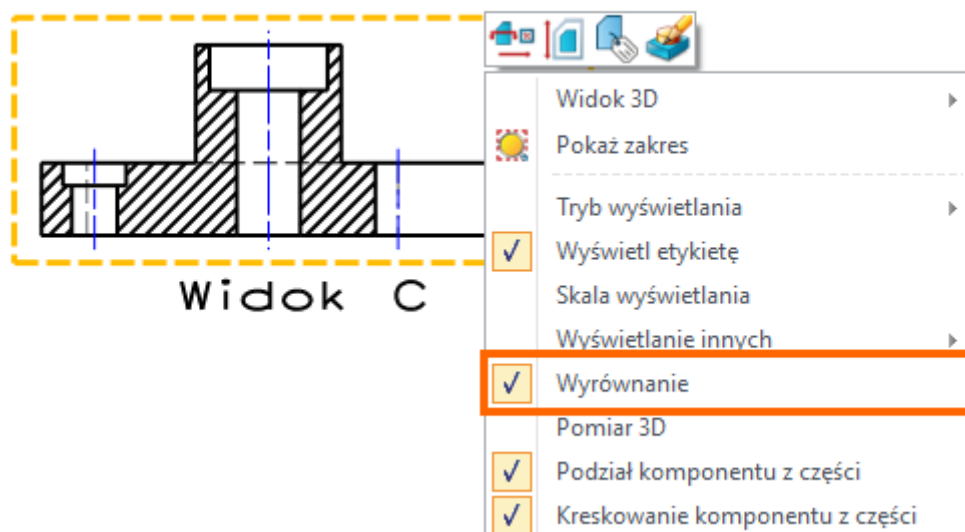 Widok C
Widok 3D
Pokaż zakres
Tryb wyświetlania
Wyświetl etykietę
Skala wyświetlania
Wyświetlanie innych
Wyrównanie
Pomiar 3D
Podział komponentu z części
Kreskowanie komponentu z części